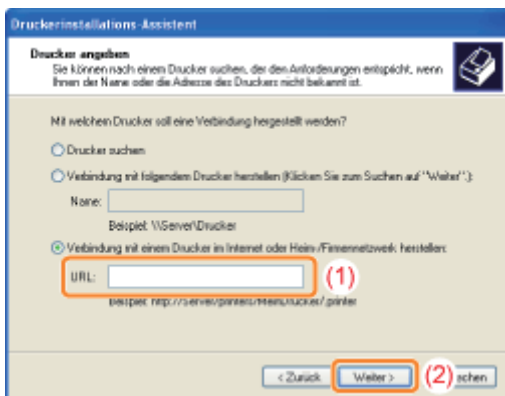 Druckerinstallations-Assistent
Drucker angeben
Sie können nach einem Drucker suchen, der den Anforderungen entspricht, wenn
Ihnen der Name oder die Adresse des Druckers nicht bekannt ist.
Mit welchem Drucker soll eine Verbindung hergestellt werden?
Drucker suchen
Verbindung mit folgendem Drucker herstellen (Klicken Sie zum Suchen auf "Weiter".):
Name:
Beispiel: \\Server\Drucker
Verbindung mit einem Drucker im Internet oder Heim-/Firmennetzwerk herstellen:
URL:
(1)
Beispiel: http://Server/printers/MeinDrucker/.printer
< Zurück
Weiter >
(2)
echen